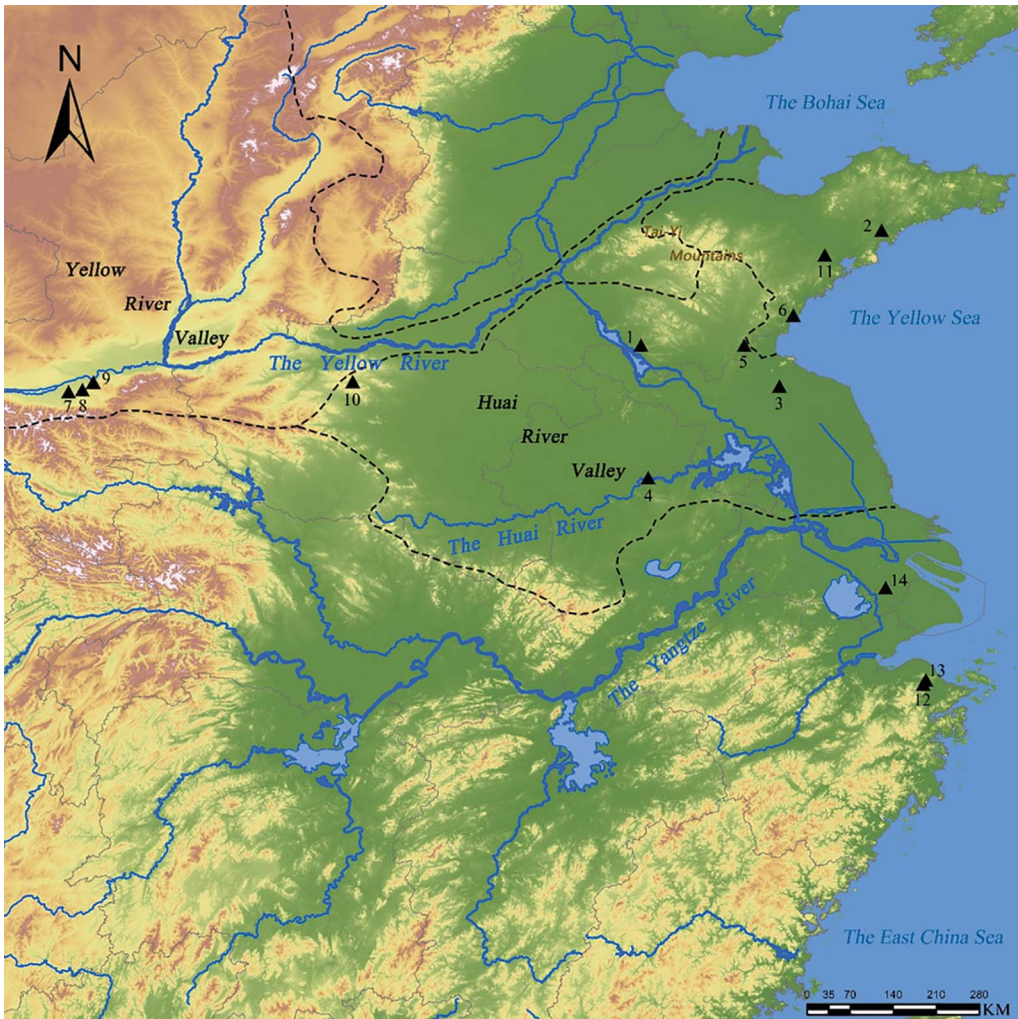 N
The Bohai Sea
2
Tai-Yi
Mountains
11
Yellow
River
Valley
6
The Yellow Sea
The Yellow River
1
5
9
7
8
10
3
Huai
River
Valley
4
The Huai River
14
The Yangtze River
13
12
The East China Sea
0 35 70 140 210 280
KM